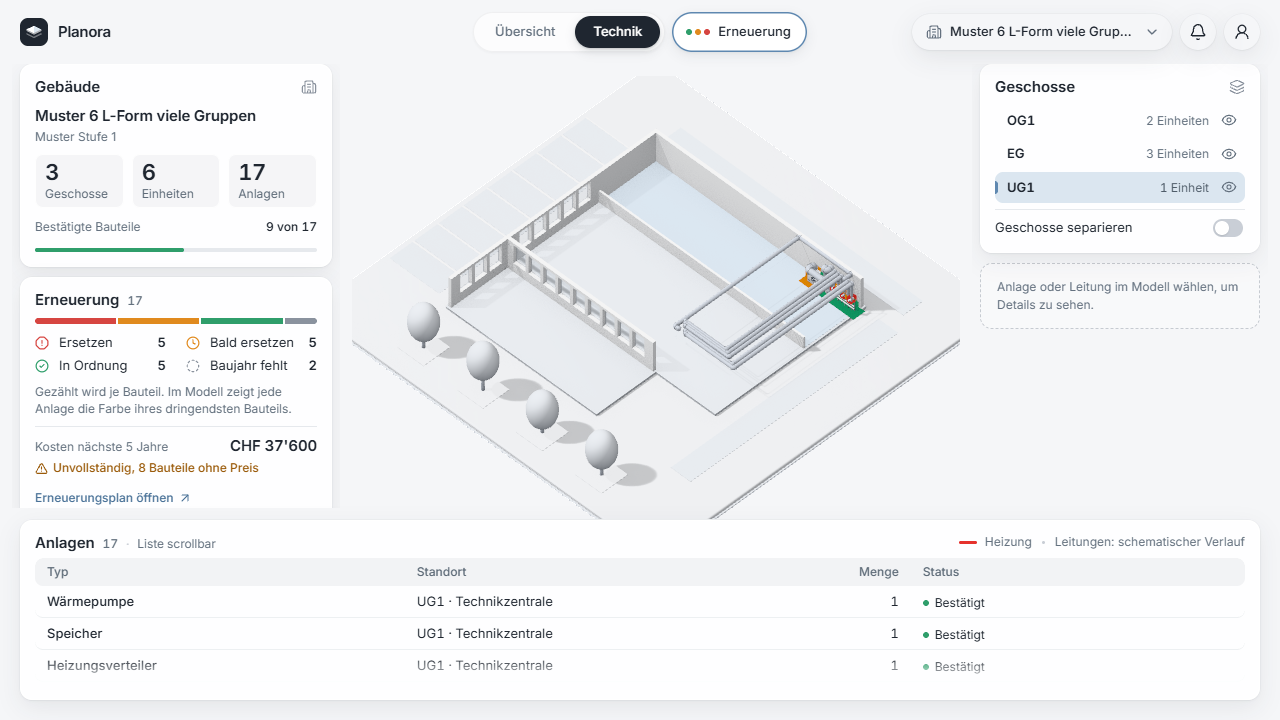 Planora
Übersicht
Technik
Erneuerung
Muster 6 L-Form viele Grup...
Gebäude
Muster 6 L-Form viele Gruppen
Muster Stufe 1
3 Geschosse
6 Einheiten
17 Anlagen
Bestätigte Bauteile 9 von 17
Erneuerung 17
Ersetzen 5
Bald ersetzen 5
In Ordnung 5
Baujahr fehlt 2
Gezählt wird je Bauteil. Im Modell zeigt jede
Anlage die Farbe ihres dringendsten Bauteils.
Kosten nächste 5 Jahre CHF 37'600
Unvollständig, 8 Bauteile ohne Preis
Erneuerungsplan öffnen
Geschosse
OG1 2 Einheiten
EG 3 Einheiten
UG1 1 Einheit
Geschosse separieren
Anlage oder Leitung im Modell wählen, um
Details zu sehen.
Anlagen 17 · Liste scrollbar
Heizung · Leitungen: schematischer Verlauf
Typ Standort Menge Status
Wärmepumpe UG1 · Technikzentrale 1 Bestätigt
Speicher UG1 · Technikzentrale 1 Bestätigt
Heizungsverteiler UG1 · Technikzentrale 1 Bestätigt